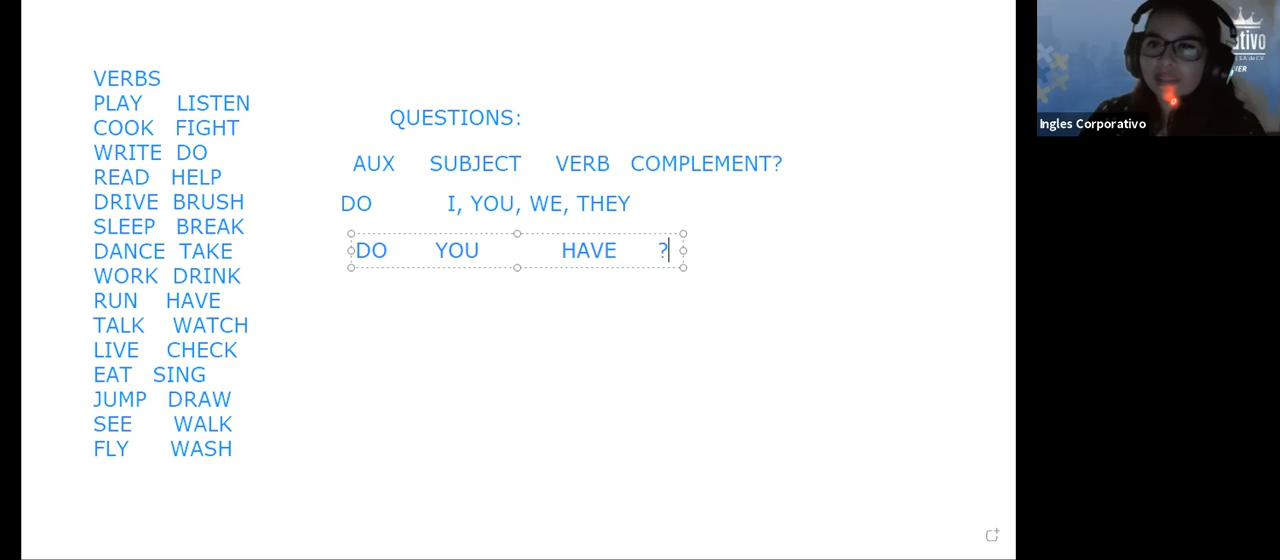 VERBS
PLAY LISTEN
COOK FIGHT
WRITE DO
READ HELP
DRIVE BRUSH
SLEEP BREAK
DANCE TAKE
WORK DRINK
RUN HAVE
TALK WATCH
LIVE CHECK
EAT SING
JUMP DRAW
SEE WALK
FLY WASH
QUESTIONS:
AUX SUBJECT VERB COMPLEMENT?
DO I, YOU, WE, THEY
DO YOU HAVE ?
Ingles Corporativo